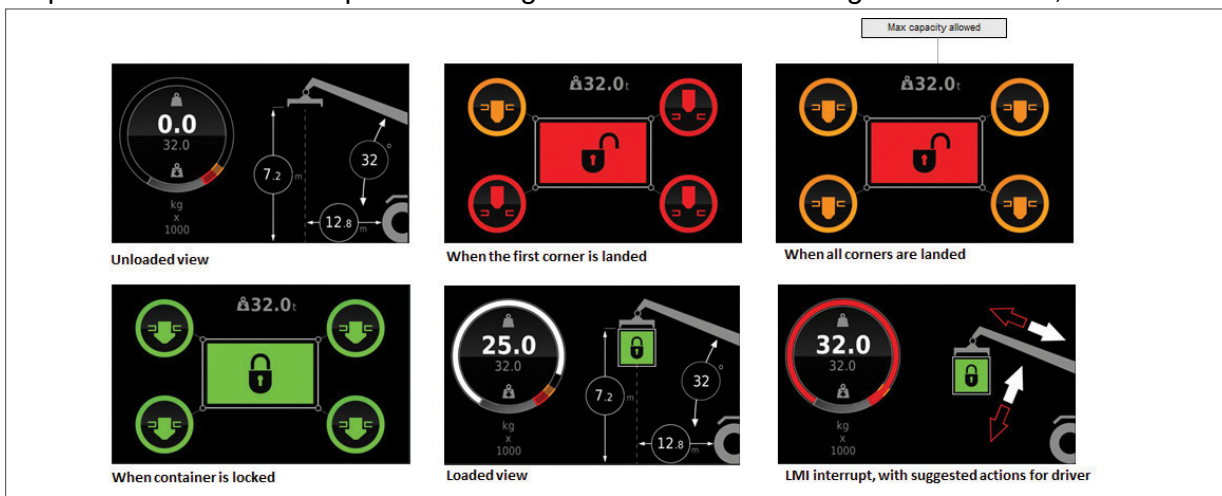 Max capacity allowed
0.0
32.0
kg
x
1000
7.2 m
32°
12.8 m
Unloaded view
32.0t
When the first corner is landed
32.0t
When all corners are landed
32.0t
When container is locked
25.0
32.0
kg
x
1000
7.2 m
32°
12.8 m
Loaded view
32.0
32.0
kg
x
1000
LMI interrupt, with suggested actions for driver